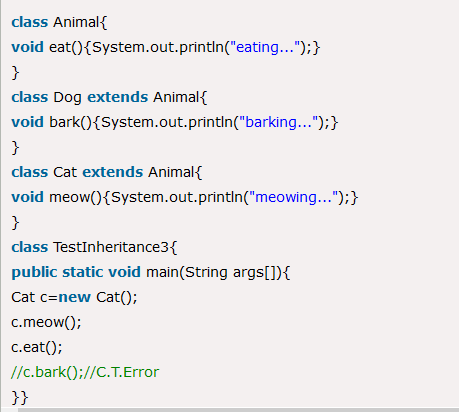 class Animal{
void eat(){System.out.println("eating...");}
}
class Dog extends Animal{
void bark(){System.out.println("barking...");}
}
class Cat extends Animal{
void meow(){System.out.println("meowing...");}
}
class TestInheritance3{
public static void main(String args[]){
Cat c=new Cat();
c.meow();
c.eat();
//c.bark();//C.T.Error
}}